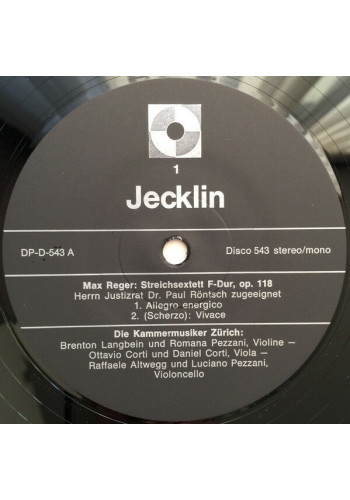 1
Jecklin
DP-D-543 A
Disco 543 stereo/mono
Max Reger: Streichsextett F-Dur, op. 118
Herrn Justizrat Dr. Paul Röntsch zugeeignet
1. Allegro energico
2. (Scherzo): Vivace
Die Kammermusiker Zürich:
Brenton Langbein und Romana Pezzani, Violine –
Ottavio Corti und Daniel Corti, Viola –
Raffaele Altwegg und Luciano Pezzani,
Violoncello